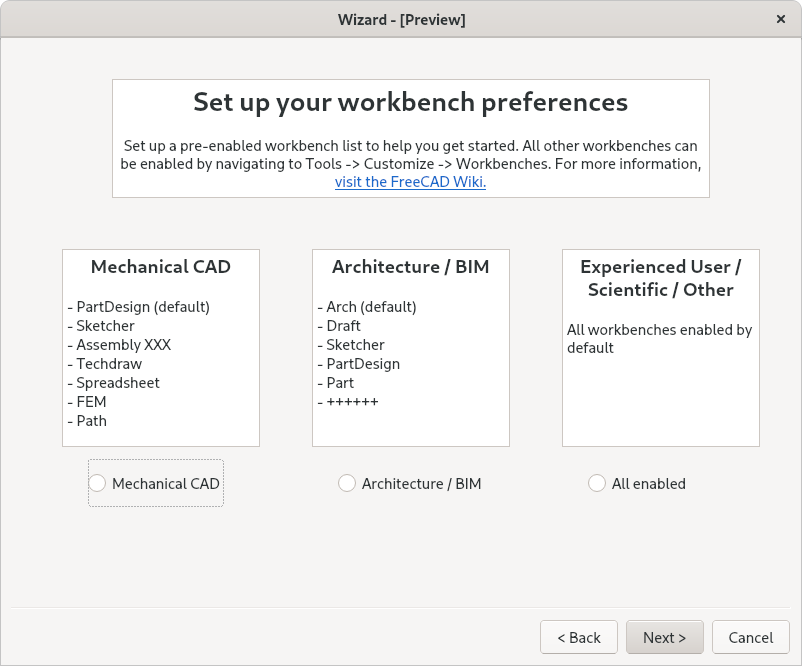 Wizard - [Preview]
×
Set up your workbench preferences
Set up a pre-enabled workbench list to help you get started. All other workbenches can
be enabled by navigating to Tools -> Customize -> Workbenches. For more information,
visit the FreeCAD Wiki.
Mechanical CAD
- PartDesign (default)
- Sketcher
- Assembly XXX
- Techdraw
- Spreadsheet
- FEM
- Path
Architecture / BIM
- Arch (default)
- Draft
- Sketcher
- PartDesign
- Part
- ++++++
Experienced User /
Scientific / Other
All workbenches enabled by
default
Mechanical CAD
Architecture / BIM
All enabled
< Back
Next >
Cancel